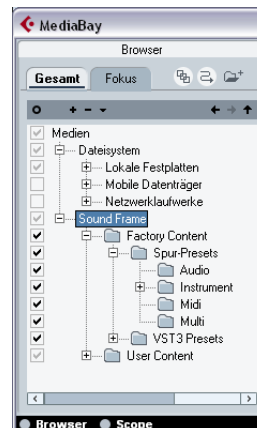 MediaBay
Browser
Gesamt Fokus
Medien
Dateisystem
Lokale Festplatten
Mobile Datenträger
Netzwerklaufwerke
Sound Frame
Factory Content
Spur-Presets
Audio
Instrument
Midi
Multi
VST3 Presets
User Content
Browser Scope